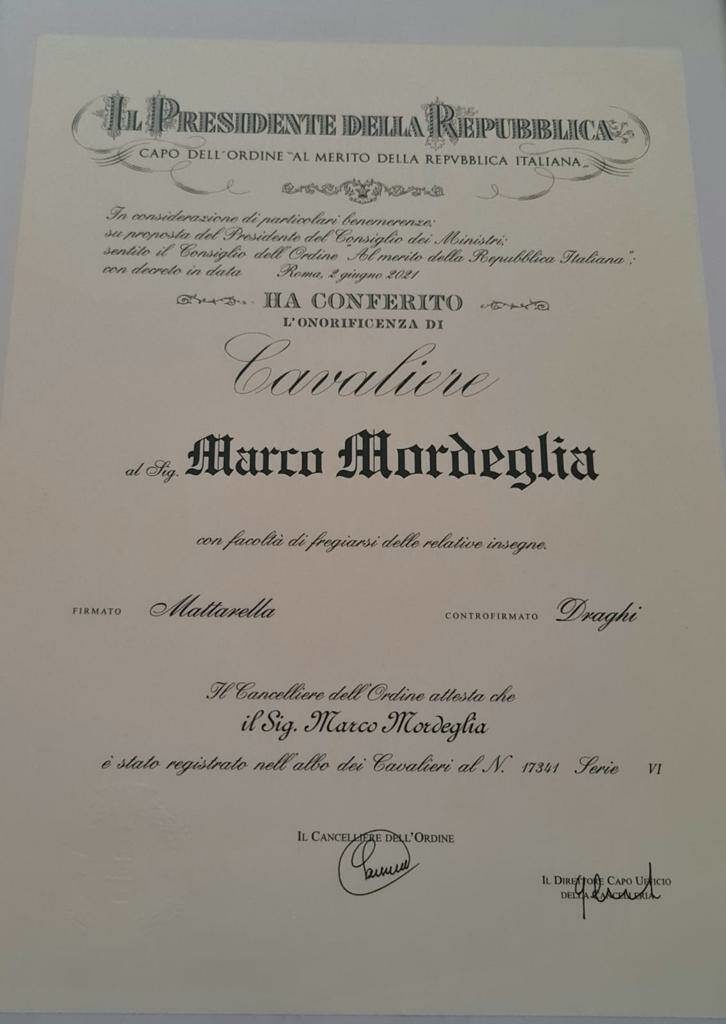 IL PRESIDENTE DELLA REPUBBLICA
CAPO DELL'ORDINE "AL MERITO DELLA REPVBBLICA ITALIANA„
In considerazione di particolari benemerenze;
su proposta del Presidente del Consiglio dei Ministri;
sentito il Consiglio dell'Ordine "Al merito della Repubblica Italiana";
con decreto in data Roma, 2 giugno 2021
HA CONFERITO
L'ONORIFICENZA DI
Cavaliere
al Sig. Marco Mordeglia
con facoltà di fregiarsi delle relative insegne.
FIRMATO Mattarella CONTROFIRMATO Draghi
Il Cancelliere dell'Ordine attesta che
il Sig. Marco Mordeglia
è stato registrato nell'albo dei Cavalieri al N. 17341 Serie VI
IL CANCELLIERE DELL'ORDINE
IL DIRETTORE CAPO UFFICIO
DELLA CANCELLERIA